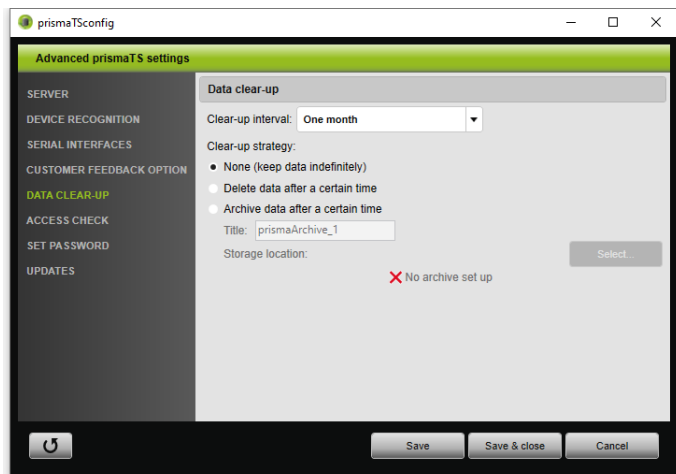 prismaTSconfig
Advanced prismaTS settings
SERVER
DEVICE RECOGNITION
SERIAL INTERFACES
CUSTOMER FEEDBACK OPTION
DATA CLEAR-UP
ACCESS CHECK
SET PASSWORD
UPDATES
Data clear-up
Clear-up interval: One month
Clear-up strategy:
None (keep data indefinitely)
Delete data after a certain time
Archive data after a certain time
Title: prismaArchive_1
Storage location:
Select...
No archive set up
Save
Save & close
Cancel